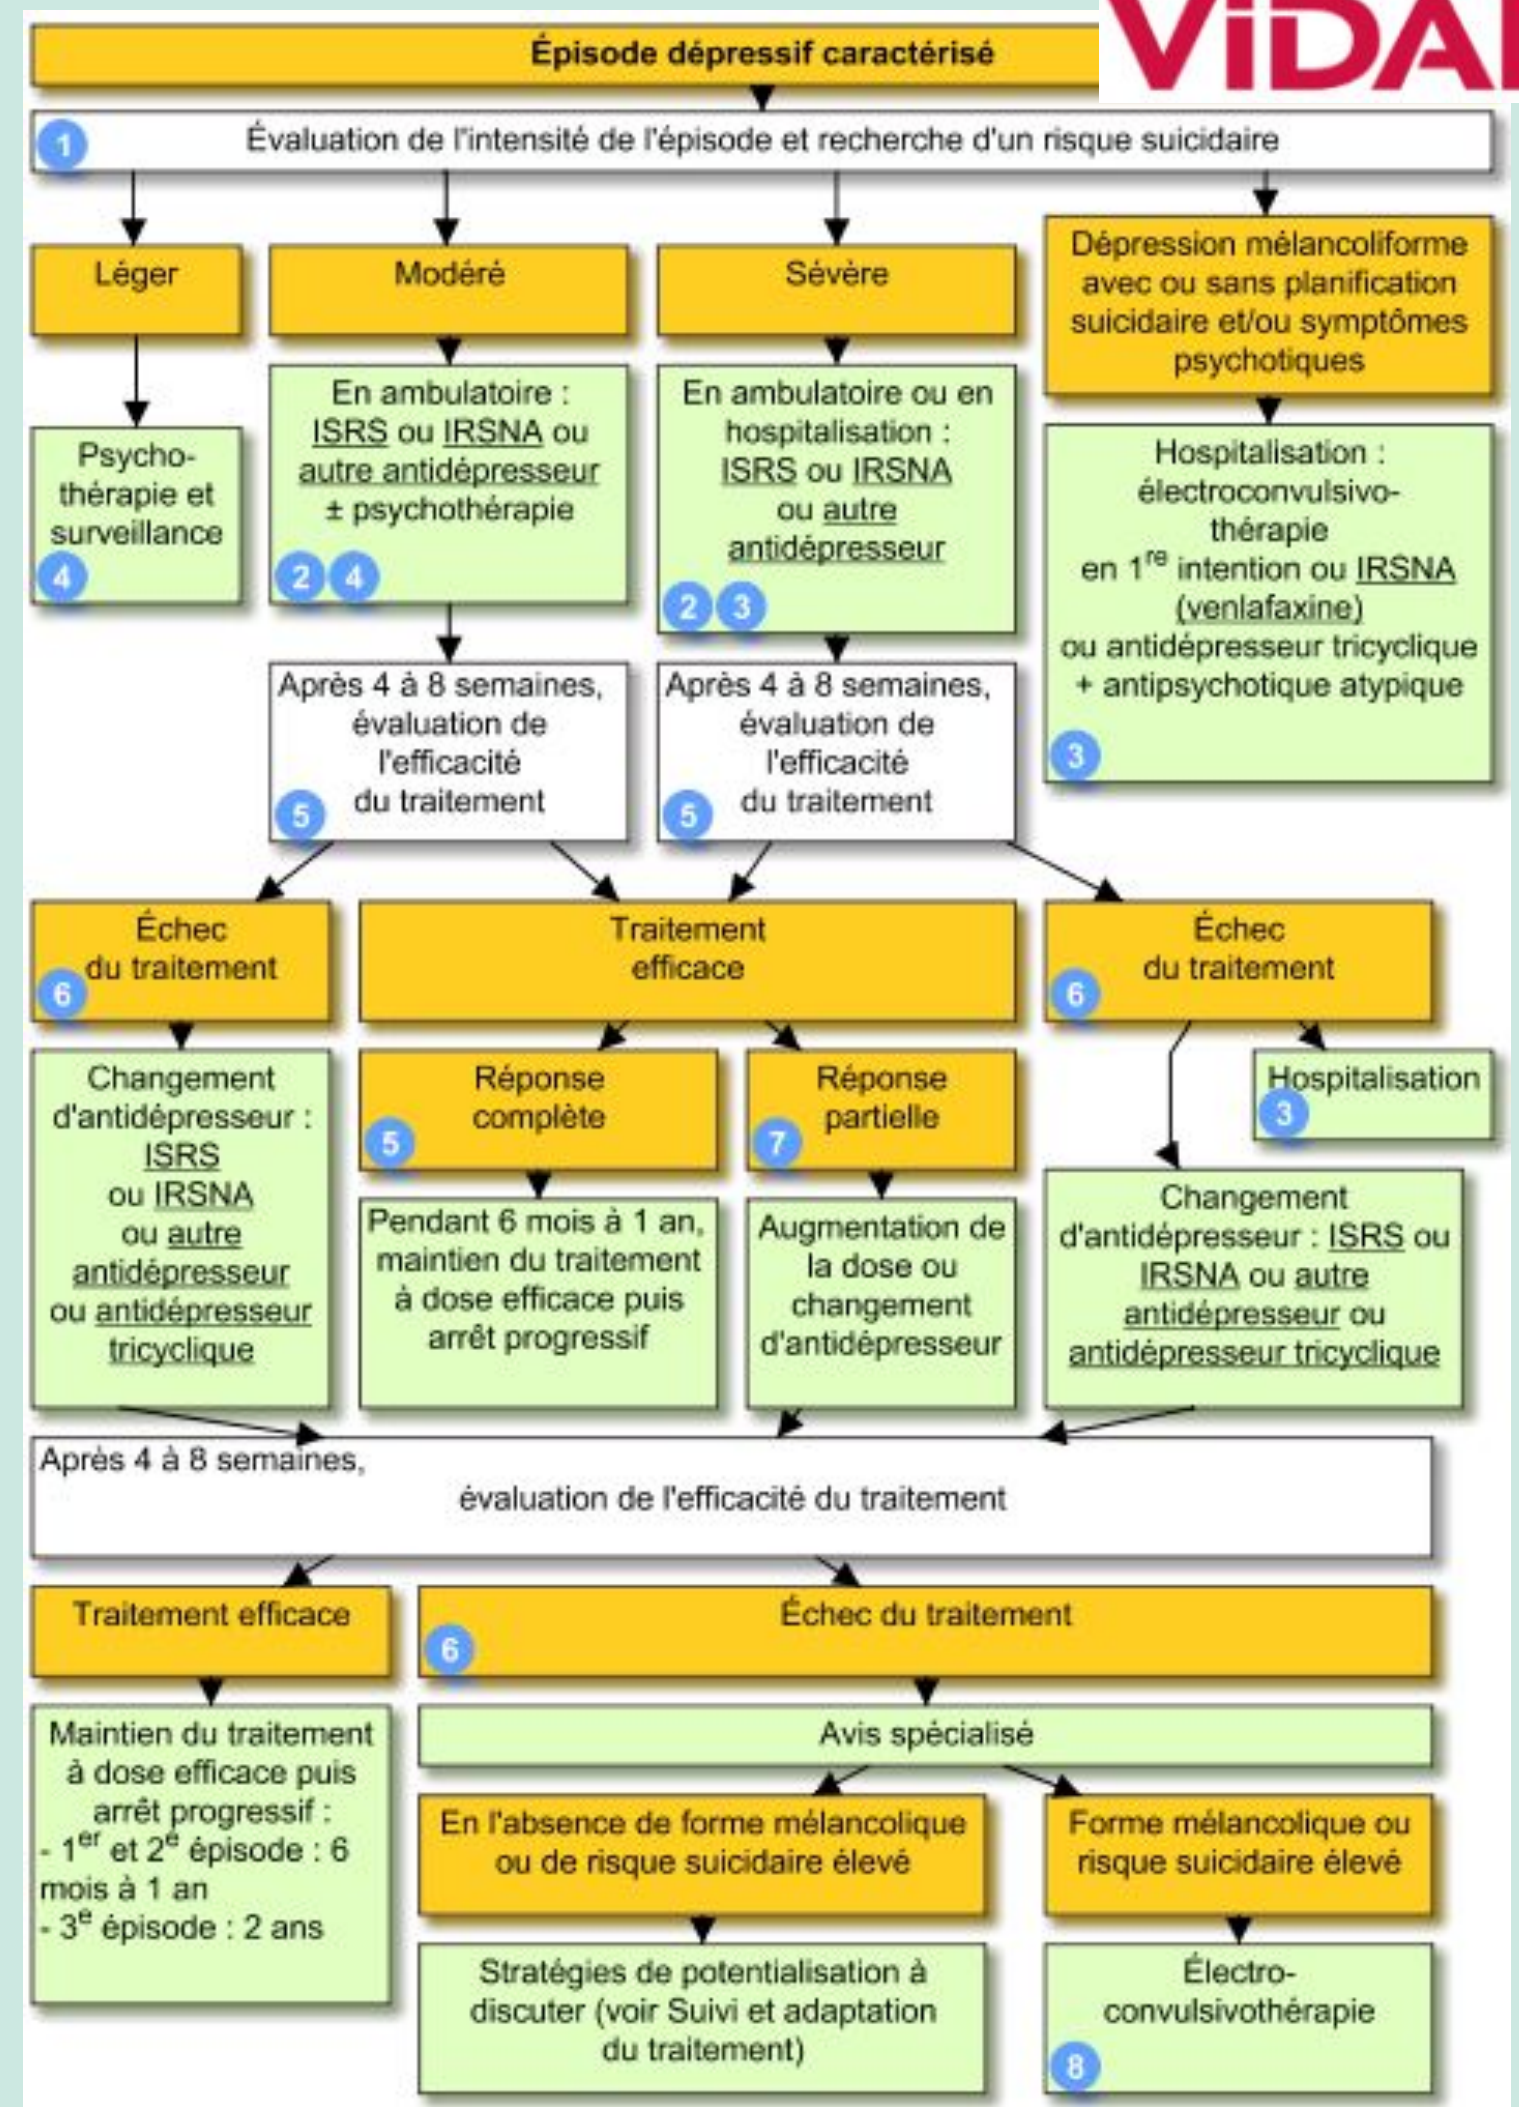 ViDAL
Épisode dépressif caractérisé
1
Évaluation de l'intensité de l'épisode et recherche d'un risque suicidaire
Léger
Modéré
Sévère
Dépression mélancoliforme
avec ou sans planification
suicidaire et/ou symptômes
psychotiques
Psycho-
thérapie et
surveillance
4
En ambulatoire :
ISRS ou IRSNA ou
autre antidépresseur
± psychothérapie
2 4
En ambulatoire ou en
hospitalisation :
ISRS ou IRSNA
ou autre
antidépresseur
2 3
Hospitalisation :
électroconvulsivo-
thérapie
en 1re intention ou IRSNA
(venlafaxine)
ou antidépresseur tricyclique
+ antipsychotique atypique
3
Après 4 à 8 semaines,
évaluation de
l'efficacité
du traitement
5
Après 4 à 8 semaines,
évaluation de
l'efficacité
du traitement
5
Échec
du traitement
6
Traitement
efficace
Échec
du traitement
6
Changement
d'antidépresseur :
ISRS
ou IRSNA
ou autre
antidépresseur
ou antidépresseur
tricyclique
Réponse
complète
5
Réponse
partielle
7
Hospitalisation
3
Pendant 6 mois à 1 an,
maintien du traitement
à dose efficace puis
arrêt progressif
Augmentation de
la dose ou
changement
d'antidépresseur
Changement
d'antidépresseur : ISRS ou
IRSNA ou autre
antidépresseur ou
antidépresseur tricyclique
Après 4 à 8 semaines,
évaluation de l'efficacité du traitement
Traitement efficace
Échec du traitement
6
Maintien du traitement
à dose efficace puis
arrêt progressif :
- 1er et 2e épisode : 6
mois à 1 an
- 3e épisode : 2 ans
Avis spécialisé
En l'absence de forme mélancolique
ou de risque suicidaire élevé
Forme mélancolique ou
risque suicidaire élevé
Stratégies de potentialisation à
discuter (voir Suivi et adaptation
du traitement)
Électro-
convulsivothérapie
8